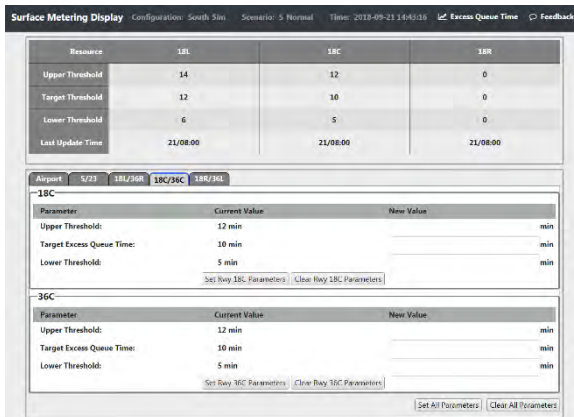 Surface Metering Display Configuration: South Sim Scenario: S Normal Time: 2018-09-21 14:43:16 Excess Queue Time Feedback
Resource 18L 18C 18R
Upper Threshold 14 12 0
Target Threshold 12 10 0
Lower Threshold 6 5 0
Last Update Time 21/08:00 21/08:00 21/08:00
Airport 5/23 18L/36R 18C/36C 18R/36L
18C
Parameter Current Value New Value
Upper Threshold: 12 min min
Target Excess Queue Time: 10 min min
Lower Threshold: 5 min min
Set Rwy 18C Parameters Clear Rwy 18C Parameters
36C
Parameter Current Value New Value
Upper Threshold: 12 min min
Target Excess Queue Time: 10 min min
Lower Threshold: 5 min min
Set Rwy 36C Parameters Clear Rwy 36C Parameters
Set All Parameters Clear All Parameters